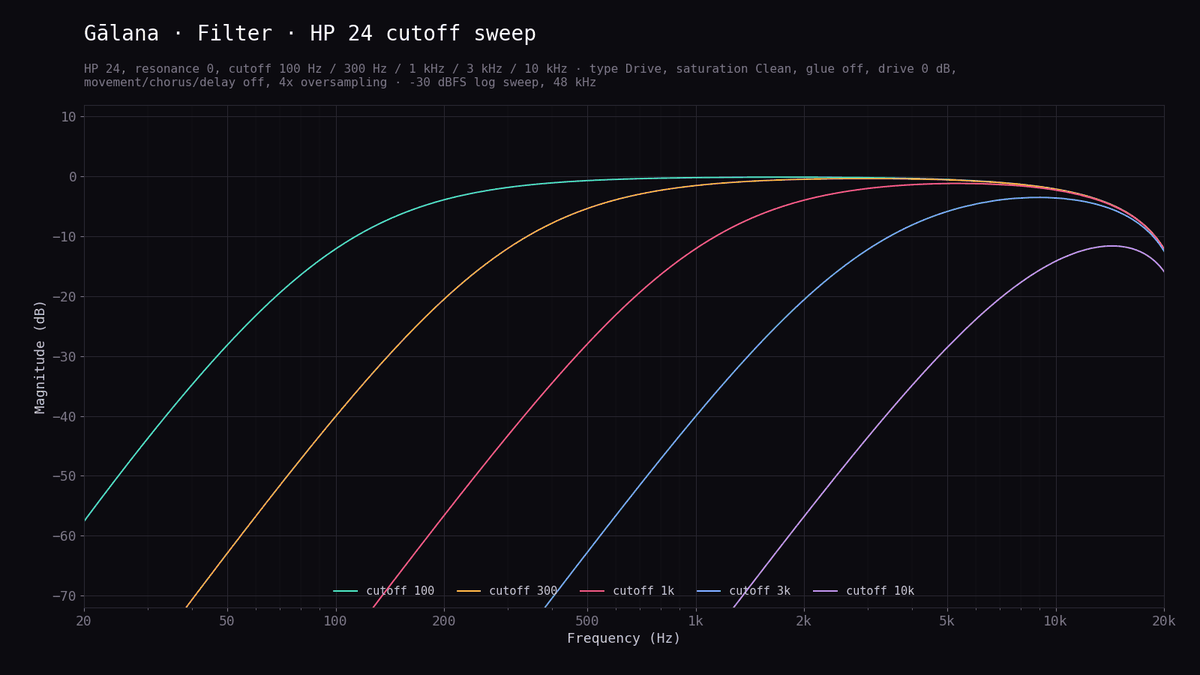 Gālana · Filter · HP 24 cutoff sweep
HP 24, resonance 0, cutoff 100 Hz / 300 Hz / 1 kHz / 3 kHz / 10 kHz · type Drive, saturation Clean, glue off, drive 0 dB,
movement/chorus/delay off, 4x oversampling · -30 dBFS log sweep, 48 kHz
Magnitude (dB)
10
0
−10
−20
−30
−40
−50
−60
−70
cutoff 100 cutoff 300 cutoff 1k cutoff 3k cutoff 10k
20 50 100 200 500 1k 2k 5k 10k 20k
Frequency (Hz)